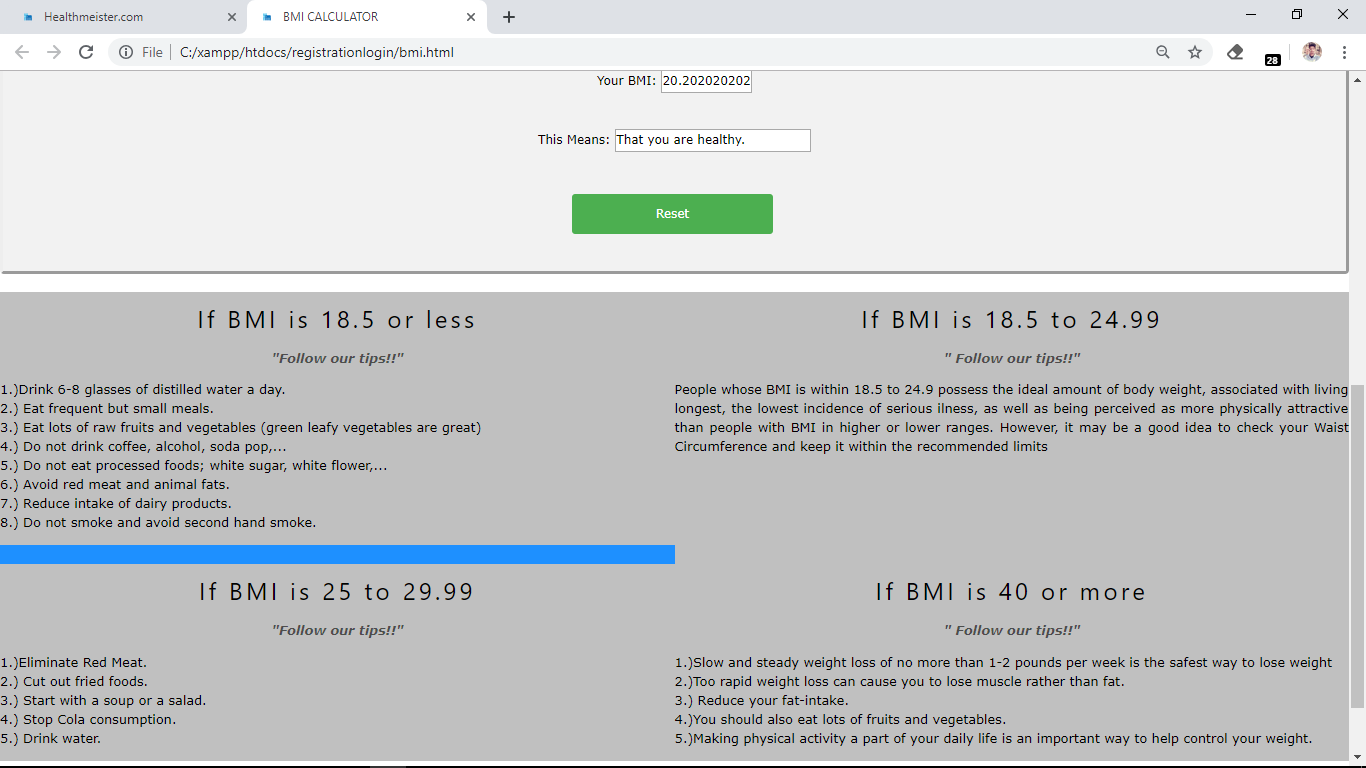 Healthmeister.com
BMI CALCULATOR
File
C:/xampp/htdocs/registrationlogin/bmi.html
28
Your BMI: 20.202020202
This Means: That you are healthy.
Reset
If BMI is 18.5 or less
"Follow our tips!!"
1.)Drink 6-8 glasses of distilled water a day.
2.) Eat frequent but small meals.
3.) Eat lots of raw fruits and vegetables (green leafy vegetables are great)
4.) Do not drink coffee, alcohol, soda pop,...
5.) Do not eat processed foods; white sugar, white flower,...
6.) Avoid red meat and animal fats.
7.) Reduce intake of dairy products.
8.) Do not smoke and avoid second hand smoke.
If BMI is 18.5 to 24.99
" Follow our tips!!"
People whose BMI is within 18.5 to 24.9 possess the ideal amount of body weight, associated with living
longest, the lowest incidence of serious ilness, as well as being perceived as more physically attractive
than people with BMI in higher or lower ranges. However, it may be a good idea to check your Waist
Circumference and keep it within the recommended limits
If BMI is 25 to 29.99
"Follow our tips!!"
1.)Eliminate Red Meat.
2.) Cut out fried foods.
3.) Start with a soup or a salad.
4.) Stop Cola consumption.
5.) Drink water.
If BMI is 40 or more
" Follow our tips!!"
1.)Slow and steady weight loss of no more than 1-2 pounds per week is the safest way to lose weight
2.)Too rapid weight loss can cause you to lose muscle rather than fat.
3.) Reduce your fat-intake.
4.)You should also eat lots of fruits and vegetables.
5.)Making physical activity a part of your daily life is an important way to help control your weight.